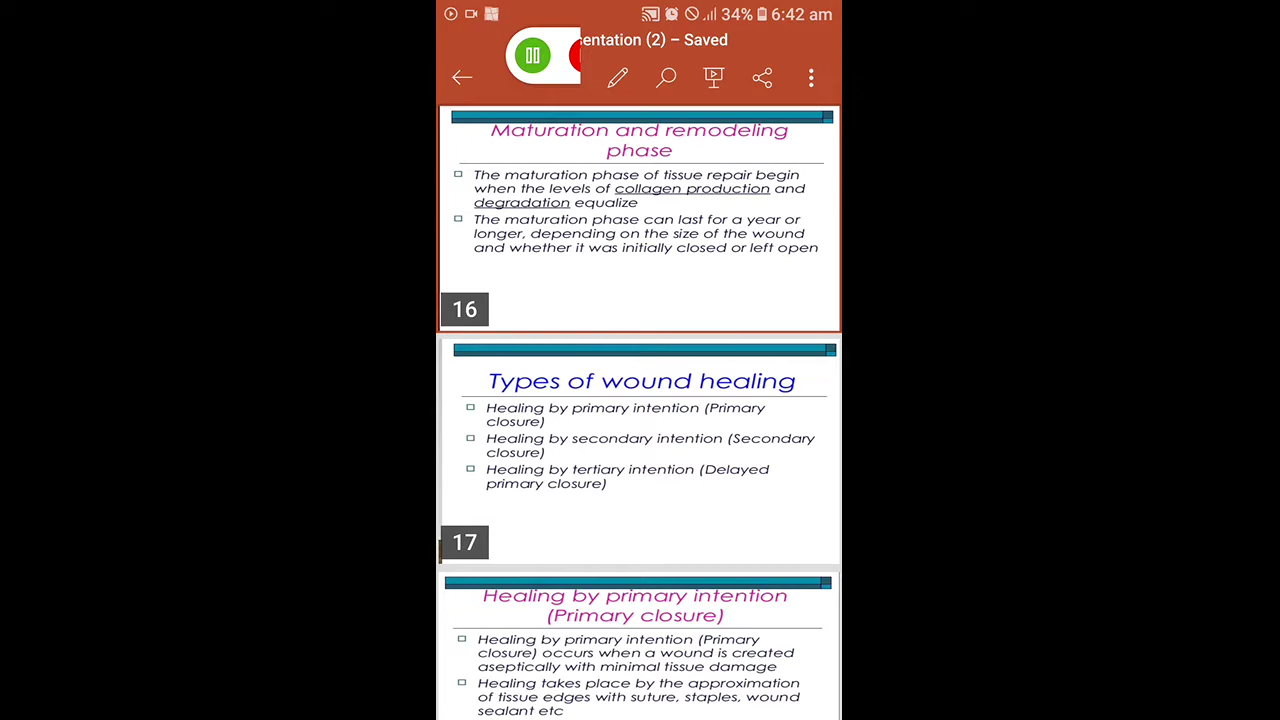 34% 6:42 am
sentation (2) – Saved
Maturation and remodeling
phase
The maturation phase of tissue repair begin
when the levels of collagen production and
degradation equalize
The maturation phase can last for a year or
longer, depending on the size of the wound
and whether it was initially closed or left open
16
Types of wound healing
Healing by primary intention (Primary
closure)
Healing by secondary intention (Secondary
closure)
Healing by tertiary intention (Delayed
primary closure)
17
Healing by primary intention
(Primary closure)
Healing by primary intention (Primary
closure) occurs when a wound is created
aseptically with minimal tissue damage
Healing takes place by the approximation
of tissue edges with suture, staples, wound
sealant etc